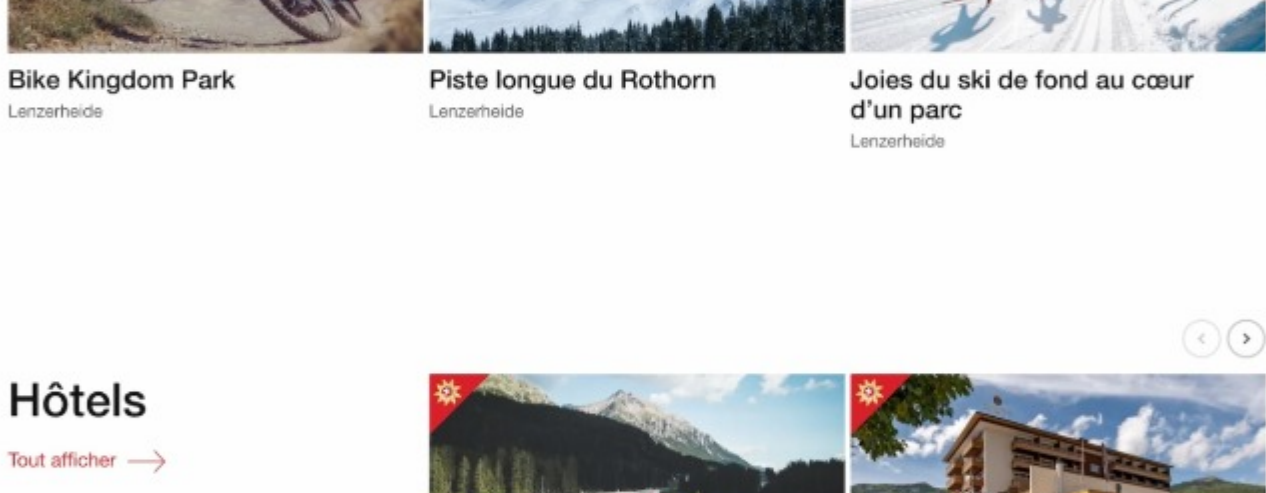 Bike Kingdom Park
Lenzerheide
Piste longue du Rothorn
Lenzerheide
Joies du ski de fond au cœur
d’un parc
Lenzerheide
Hôtels
Tout afficher